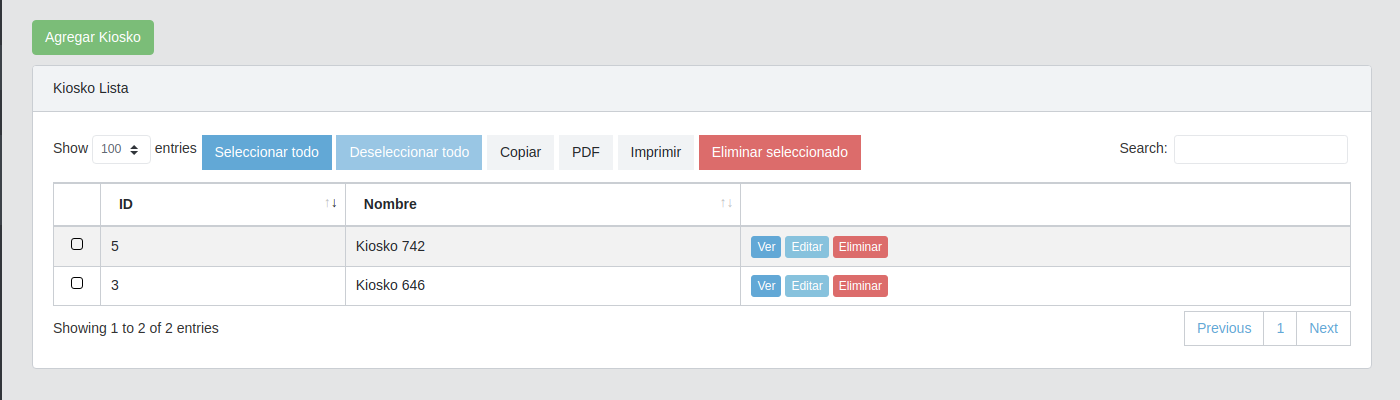 Agregar Kiosko
Kiosko Lista
Show 100 entries Seleccionar todo Deseleccionar todo Copiar PDF Imprimir Eliminar seleccionado Search:
ID Nombre
5 Kiosko 742 Ver Editar Eliminar
3 Kiosko 646 Ver Editar Eliminar
Showing 1 to 2 of 2 entries Previous 1 Next